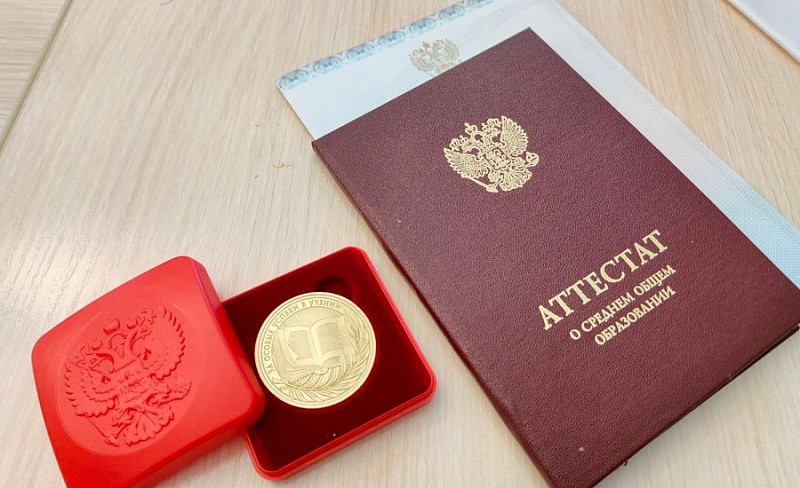 АТТЕСТАТ
О СРЕДНЕМ ОБЩЕМ
ОБРАЗОВАНИИ
ЗА ОСОБЫЕ УСПЕХИ В УЧЕНИИ